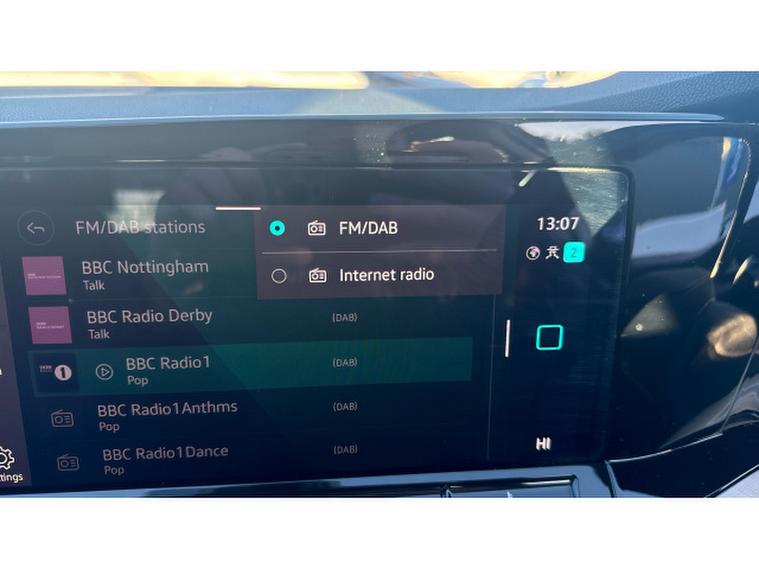 FM/DAB stations
FM/DAB
Internet radio
13:07
2
BBC Nottingham
Talk
BBC Radio Derby
Talk
(DAB)
1
BBC Radio1
Pop
(DAB)
BBC Radio1Anthms
Pop
(DAB)
BBC Radio1Dance
Pop
(DAB)
HI